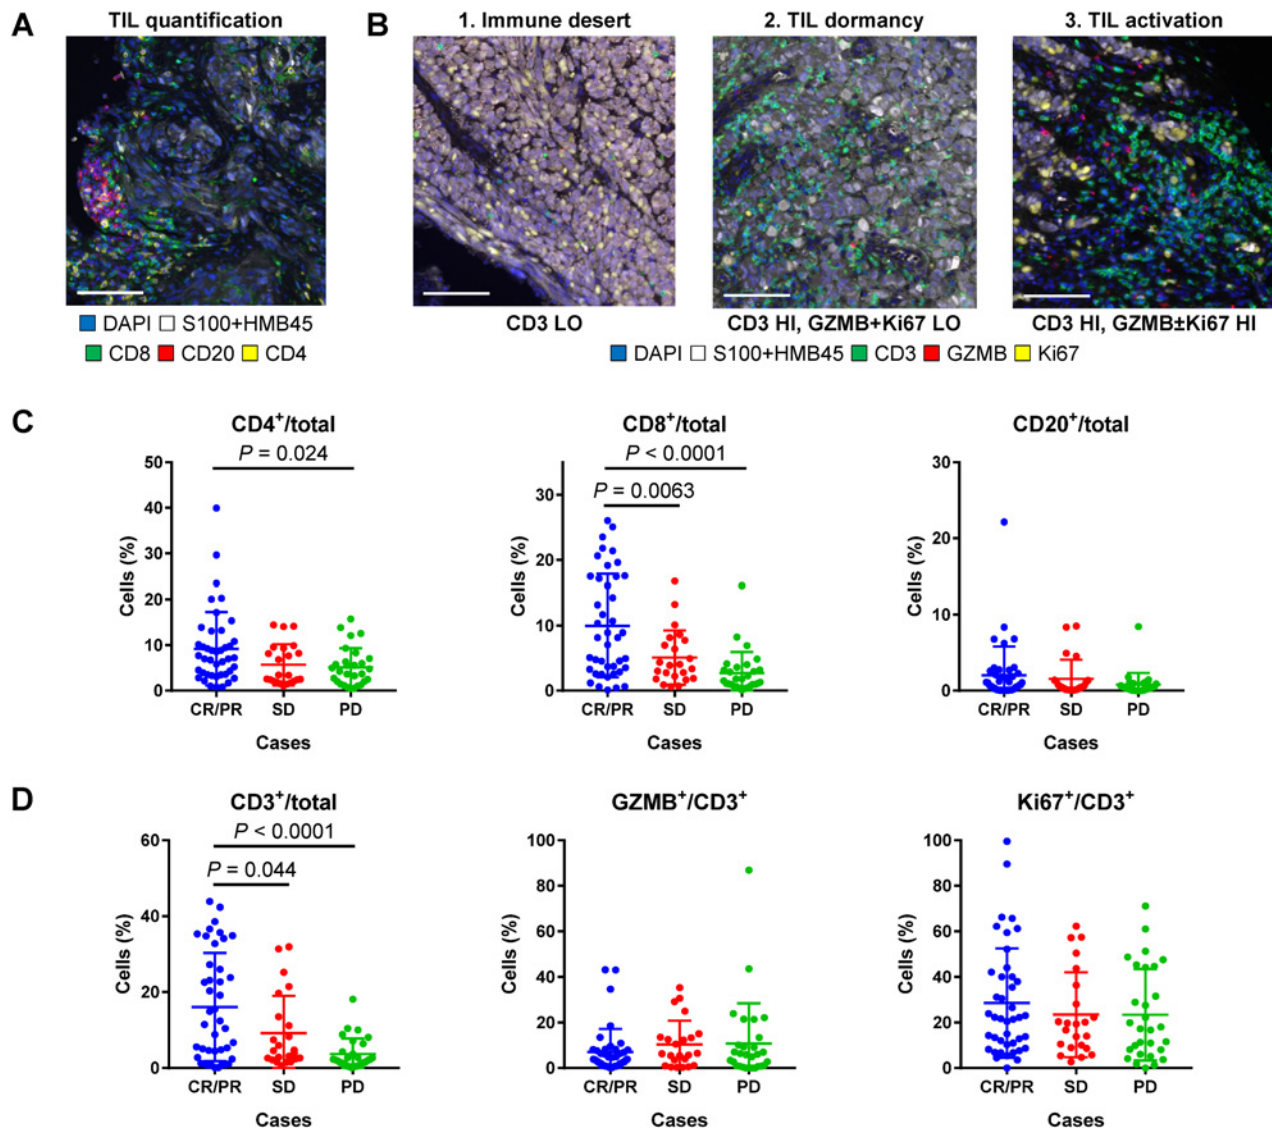 A
TIL quantification
DAPI S100+HMB45
CD8 CD20 CD4
B
1. Immune desert
2. TIL dormancy
3. TIL activation
CD3 LO
CD3 HI, GZMB+Ki67 LO
CD3 HI, GZMB±Ki67 HI
DAPI S100+HMB45 CD3 GZMB Ki67
C
CD4⁺/total
P = 0.024
Cells (%)
50
40
30
20
10
0
CR/PR SD PD
Cases
CD8⁺/total
P < 0.0001
P = 0.0063
Cells (%)
30
20
10
0
CR/PR SD PD
Cases
CD20⁺/total
Cells (%)
30
20
10
0
CR/PR SD PD
Cases
D
CD3⁺/total
P < 0.0001
P = 0.044
Cells (%)
60
40
20
0
CR/PR SD PD
Cases
GZMB⁺/CD3⁺
Cells (%)
100
80
60
40
20
0
CR/PR SD PD
Cases
Ki67⁺/CD3⁺
Cells (%)
100
80
60
40
20
0
CR/PR SD PD
Cases